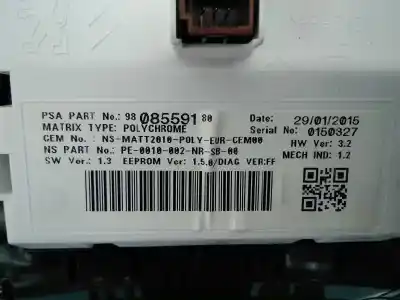 PSA PART No.: 98 085591 80 Date: 29/01/2015
MATRIX TYPE: POLYCHROME Serial No: 0150327
CEM No.: NS-MATT2010-POLY-EUR-CEM00 HW Ver: 3.2
NS PART No.: PE-0010-002-NR-SB-00 MECH IND: 1.2
SW Ver.: 1.3 EEPROM Ver: 1.5.0/DIAG VER:FF